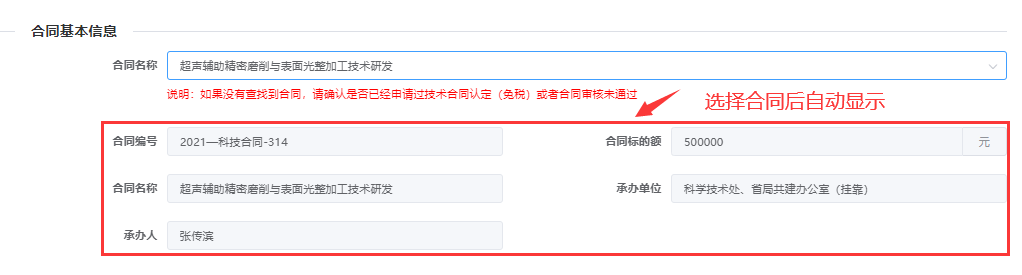 合同基本信息
合同名称 超声辅助精密磨削与表面光整加工技术研发
说明：如果没有查找到合同，请确认是否已经申请过技术合同认定（免税）或者合同审核未通过
选择合同后自动显示
合同编号 2021—科技合同-314 合同标的额 500000 元
合同名称 超声辅助精密磨削与表面光整加工技术研发 承办单位 科学技术处、省局共建办公室（挂靠）
承办人 张传滨